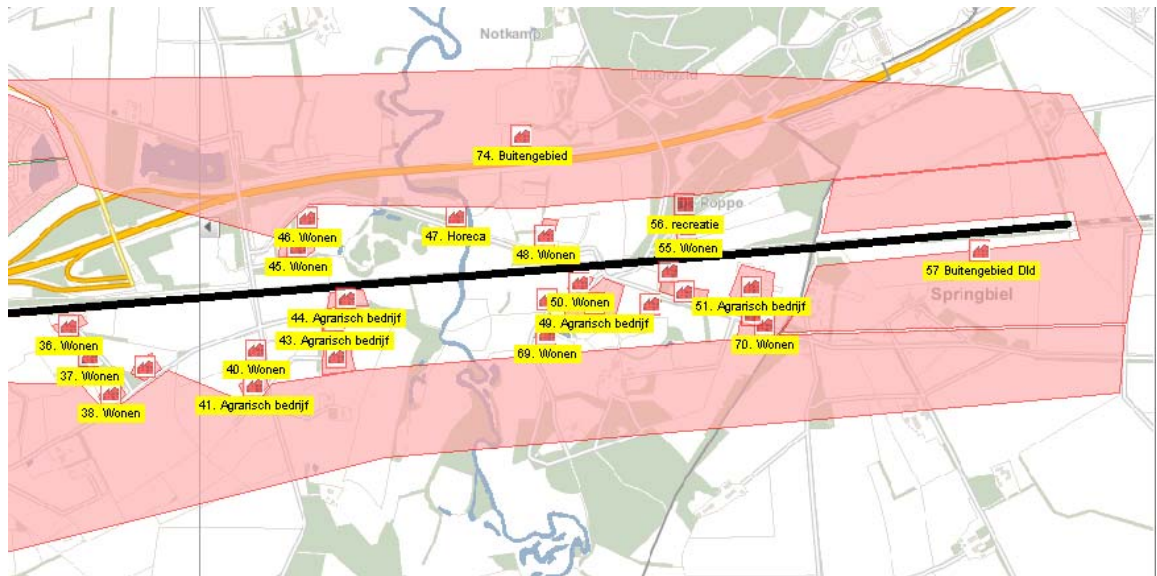 Notkamp
Lutterveld
74. Buitengebied
Roppo
56. recreatie
46. Wonen
47. Horeca
48. Wonen
55. Wonen
45. Wonen
57 Buitengebied Dld
50. Wonen
51. Agrarisch bedrijf
Springbiel
44. Agrarisch bedrijf
49. Agrarisch bedrijf
36. Wonen
43. Agrarisch bedrijf
70. Wonen
69. Wonen
40. Wonen
37. Wonen
41. Agrarisch bedrijf
38. Wonen